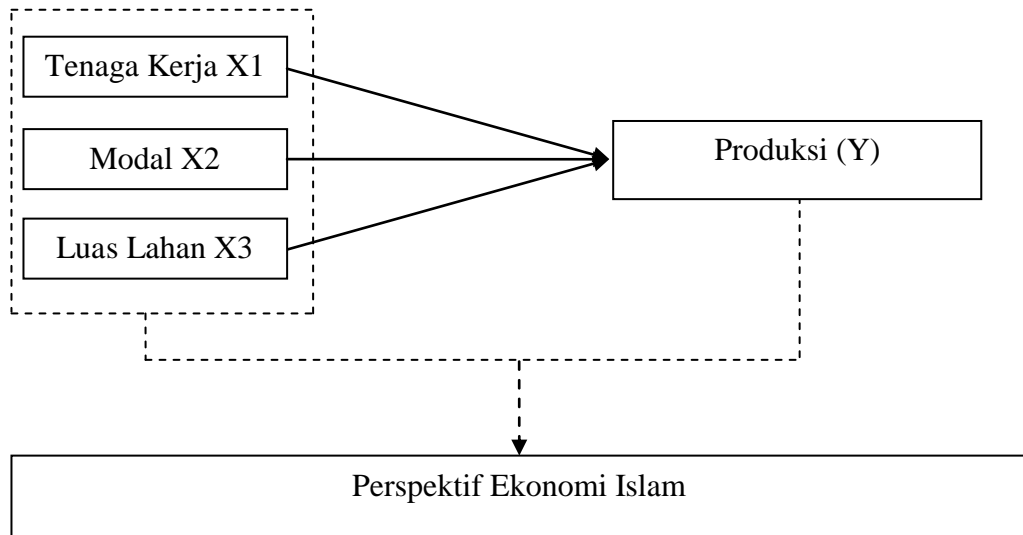 Tenaga Kerja X1
Modal X2
Luas Lahan X3
Produksi (Y)
Perspektif Ekonomi Islam